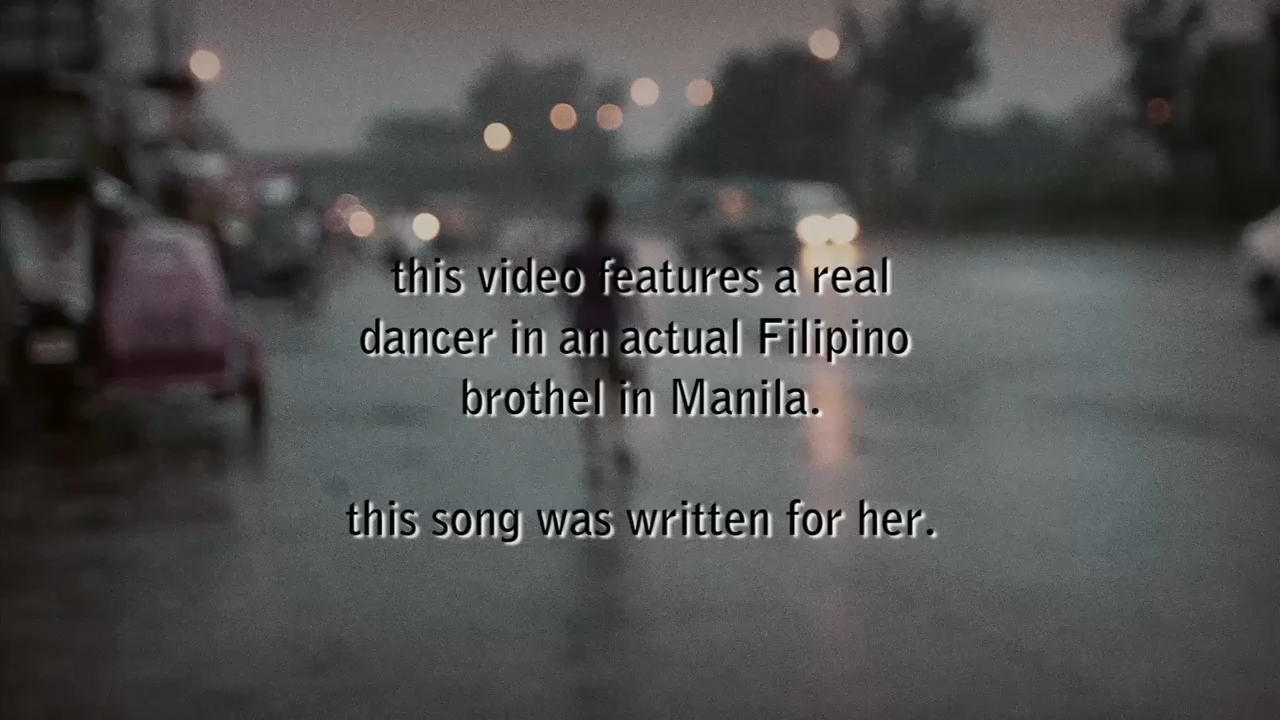 this video features a real
dancer in an actual Filipino
brothel in Manila.
this song was written for her.